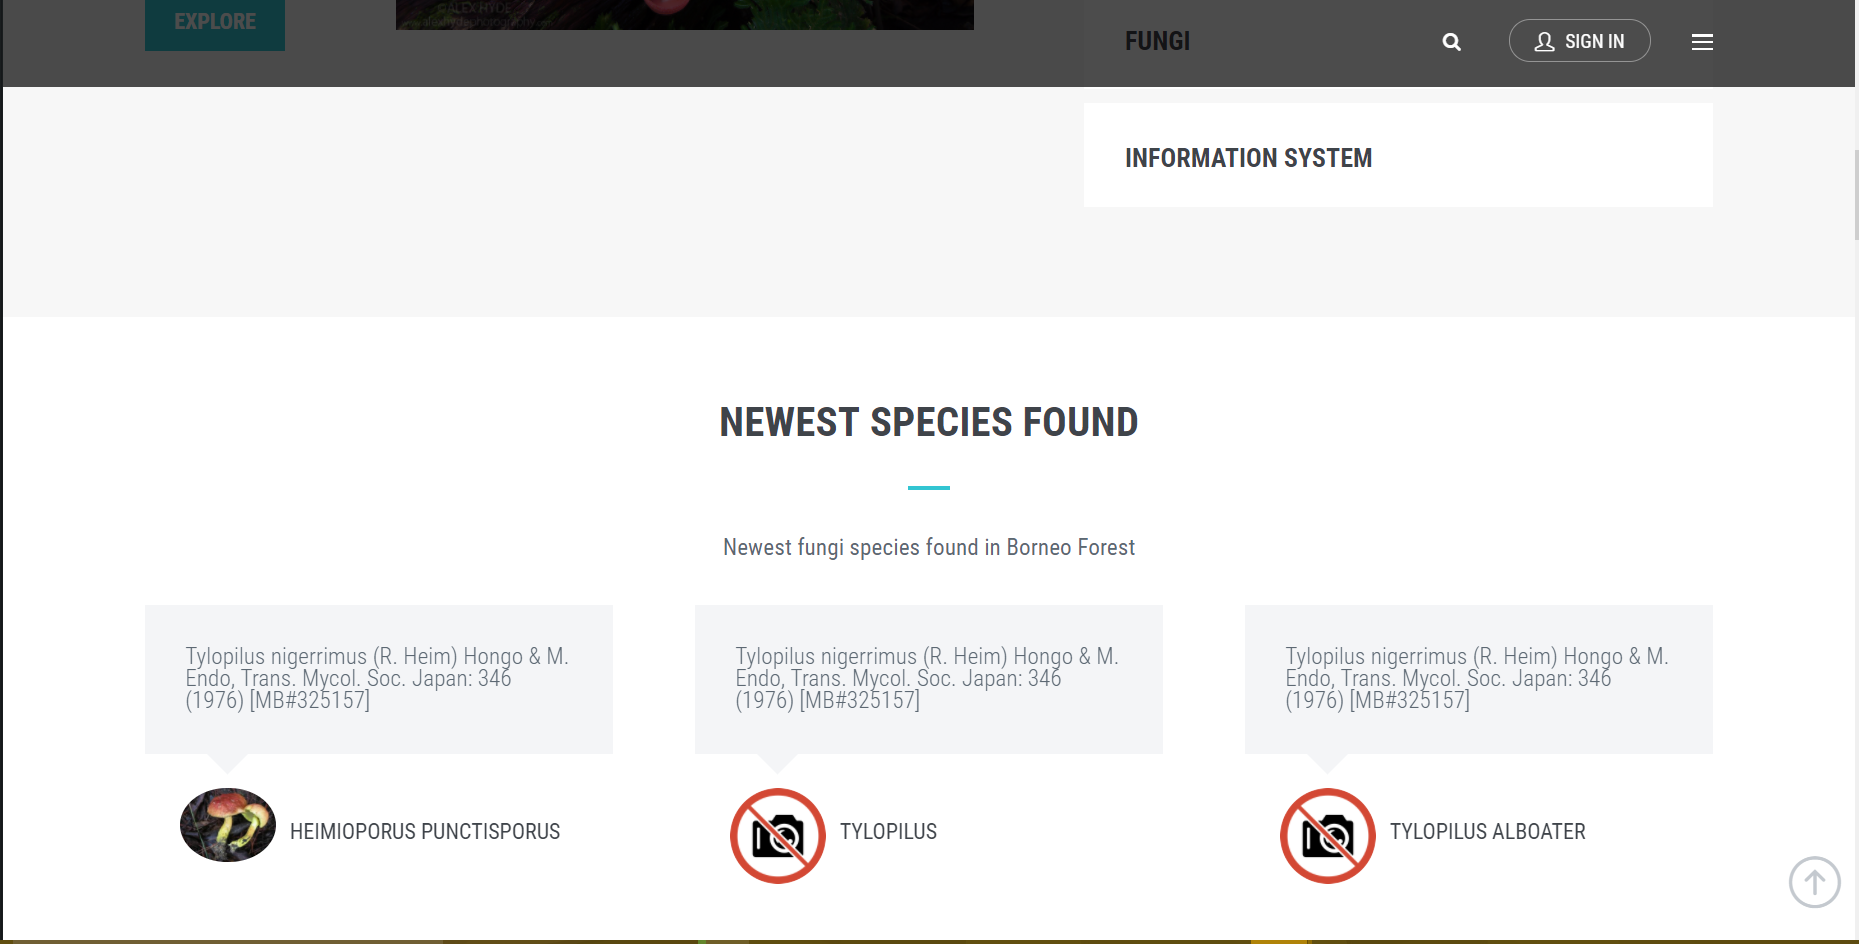 EXPLORE
©ALEX HYDE
alexhydephotography
FUNGI
SIGN IN
INFORMATION SYSTEM
NEWEST SPECIES FOUND
Newest fungi species found in Borneo Forest
Tylopilus nigerrimus (R. Heim) Hongo & M.
Endo, Trans. Mycol. Soc. Japan: 346
(1976) [MB#325157]
HEIMIOPORUS PUNCTISPORUS
Tylopilus nigerrimus (R. Heim) Hongo & M.
Endo, Trans. Mycol. Soc. Japan: 346
(1976) [MB#325157]
TYLOPILUS
Tylopilus nigerrimus (R. Heim) Hongo & M.
Endo, Trans. Mycol. Soc. Japan: 346
(1976) [MB#325157]
TYLOPILUS ALBOATER